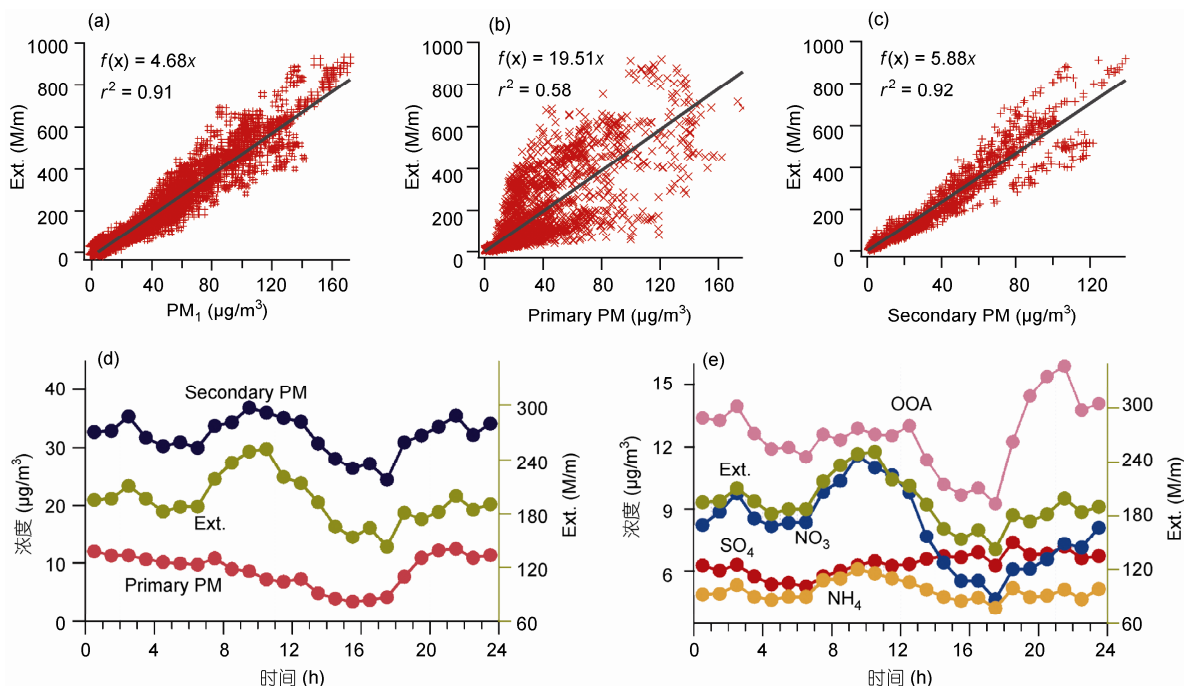 (a)
f(x) = 4.68x
r² = 0.91
1000
800
600
400
200
0
Ext. (M/m)
0 40 80 120 160
PM₁ (µg/m³)
(b)
f(x) = 19.51x
r² = 0.58
1000
800
600
400
200
0
Ext. (M/m)
0 40 80 120 160
Primary PM (µg/m³)
(c)
f(x) = 5.88x
r² = 0.92
1000
800
600
400
200
0
Ext. (M/m)
0 40 80 120
Secondary PM (µg/m³)
(d)
Secondary PM
Ext.
Primary PM
40
30
20
10
0
浓度 (µg/m³)
300
240
180
120
60
Ext. (M/m)
0 4 8 12 16 20 24
时间 (h)
(e)
OOA
Ext.
NO₃
SO₄
NH₄
15
12
9
6
浓度 (µg/m³)
300
240
180
120
60
Ext. (M/m)
0 4 8 12 16 20 24
时间 (h)